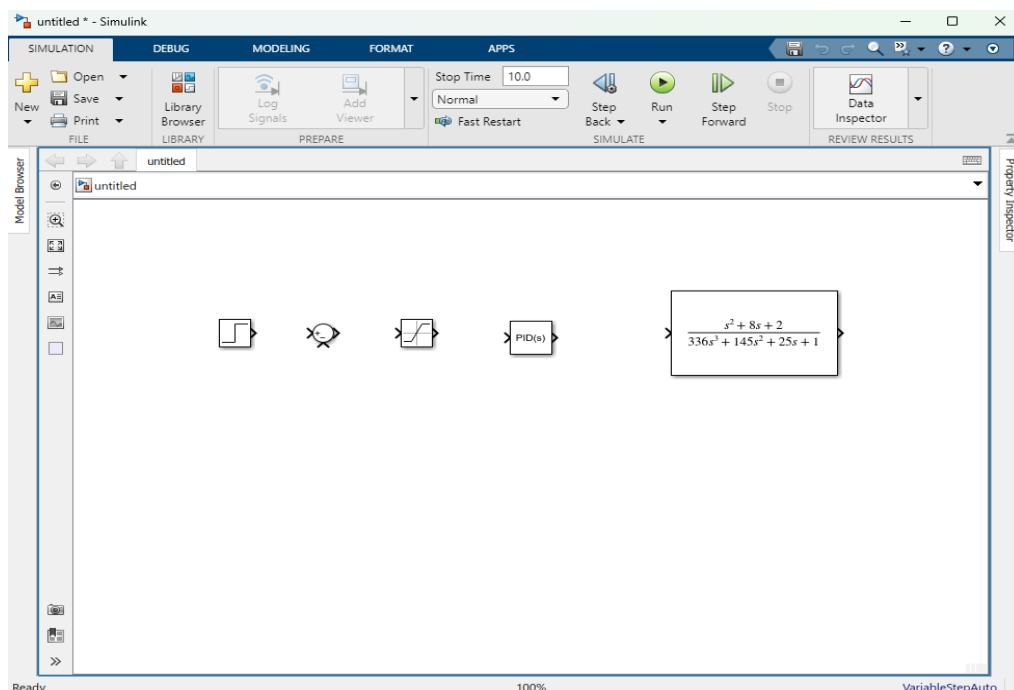 untitled * - Simulink
SIMULATION DEBUG MODELING FORMAT APPS
New
Open
Save
Print
FILE
Library
Browser
LIBRARY
Log
Signals
Add
Viewer
PREPARE
Stop Time 10.0
Normal
Fast Restart
Step
Back
Run
Step
Forward
Stop
SIMULATE
Data
Inspector
REVIEW RESULTS
Model Browser
untitled
untitled
Property Inspector
PID(s)
s² + 8s + 2
336s³ + 145s² + 25s + 1
Ready 100% VariableStepAuto